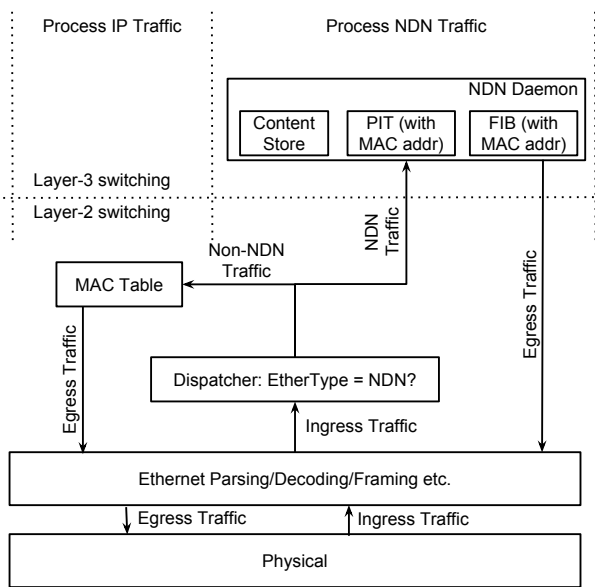 Process IP Traffic
Process NDN Traffic
NDN Daemon
Content
Store
PIT (with
MAC addr)
FIB (with
MAC addr)
Layer-3 switching
Layer-2 switching
NDN
Traffic
Non-NDN
Traffic
MAC Table
Egress Traffic
Egress Traffic
Dispatcher: EtherType = NDN?
Ingress Traffic
Ethernet Parsing/Decoding/Framing etc.
Egress Traffic
Ingress Traffic
Physical